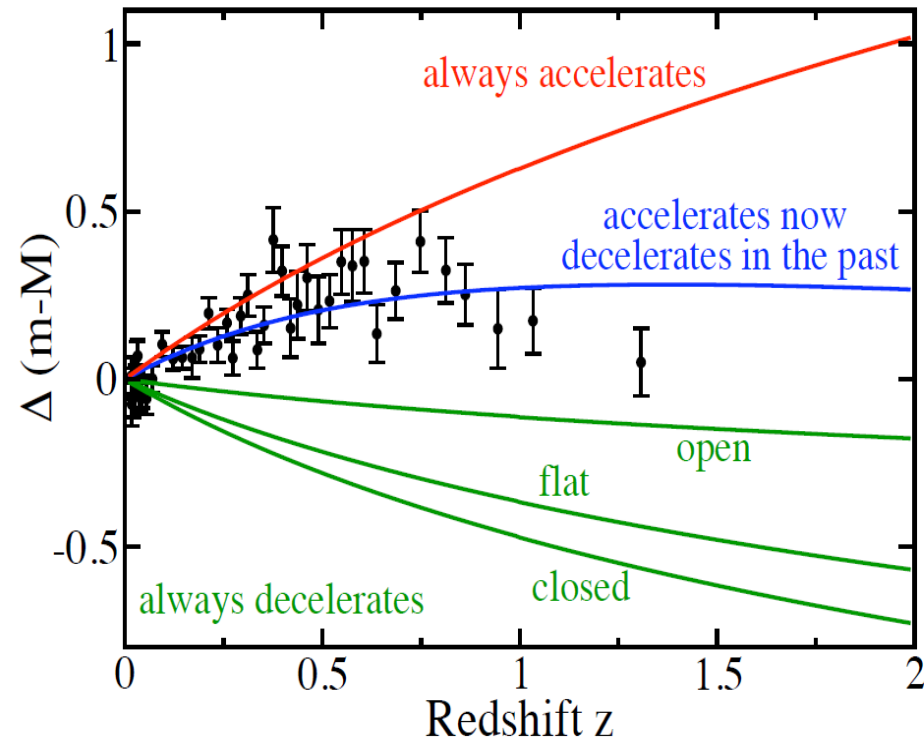 1
always accelerates
0.5
accelerates now
decelerates in the past
Δ (m-M)
0
open
flat
-0.5
closed
always decelerates
0
0.5
1
1.5
2
Redshift z